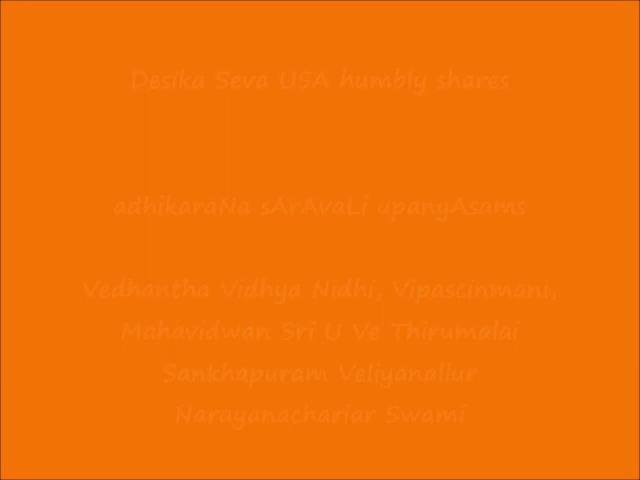 Desika Seva USA humbly shares
adhikaraNa sArAvaLi upanyAsams
Vedhantha Vidhya Nidhi, Vipascinmani,
Mahavidwan Sri U Ve Thirumalai
Sankhapuram Veliyanallur
Narayanachariar Swami